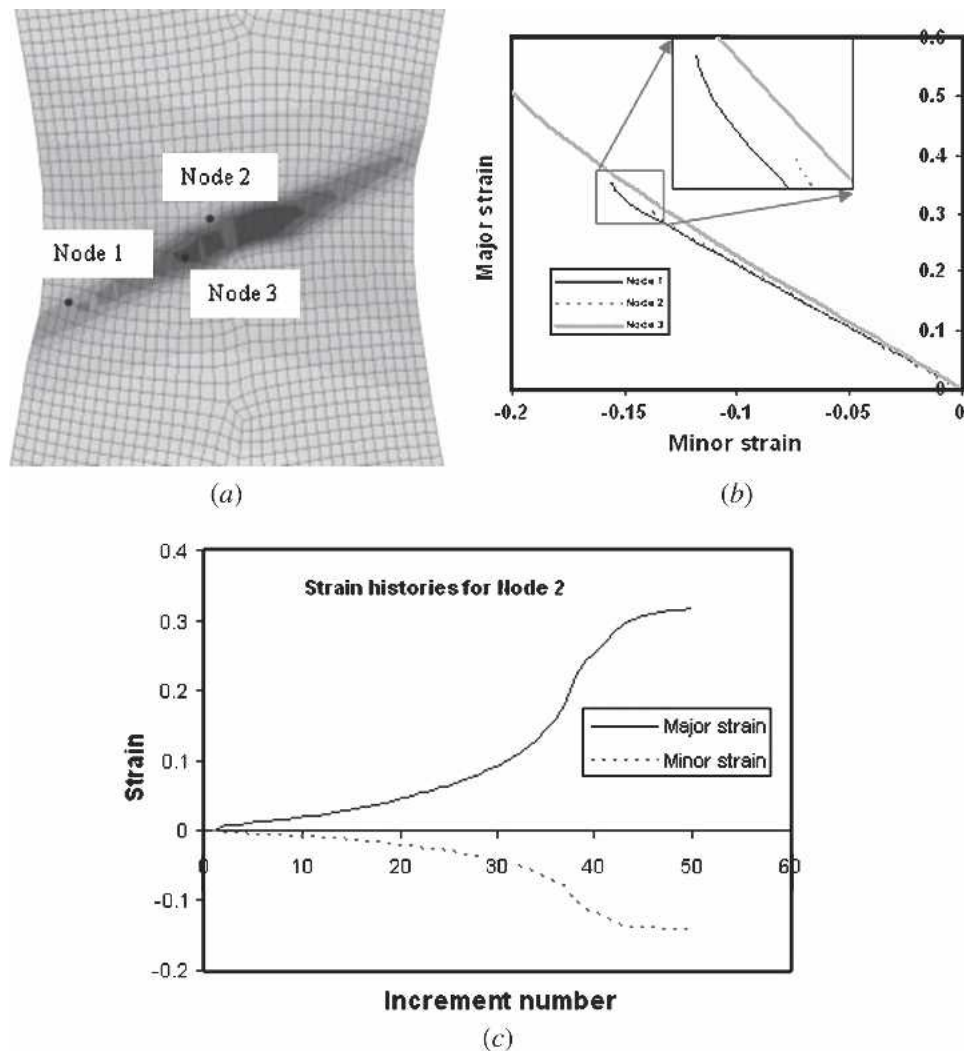 Node 2
Node 1
Node 3
(a)
0.6
0.5
0.4
0.3
0.2
0.1
0
-0.2
-0.15
-0.1
-0.05
0
Major strain
Minor strain
Node 1
Node 2
Node 3
(b)
0.4
0.3
0.2
0.1
0
-0.1
-0.2
Strain histories for Node 2
Major strain
Minor strain
0
10
20
30
40
50
60
Strain
Increment number
(c)